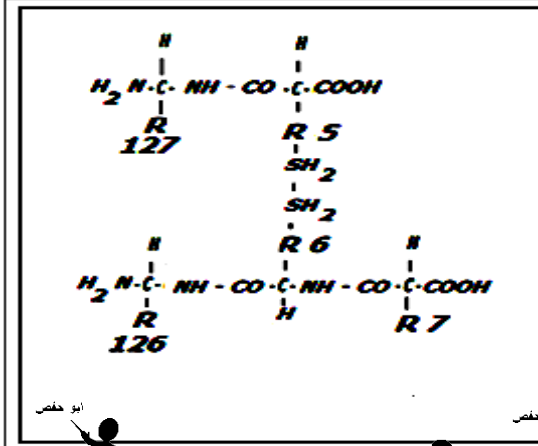 H H
H2 N-C- NH - CO -C-COOH
R R 5
127
SH2
SH2
R 6
H H
H2 N-C- NH - CO -C-NH - CO -C-COOH
R H R 7
126
ابو حفص
حفص